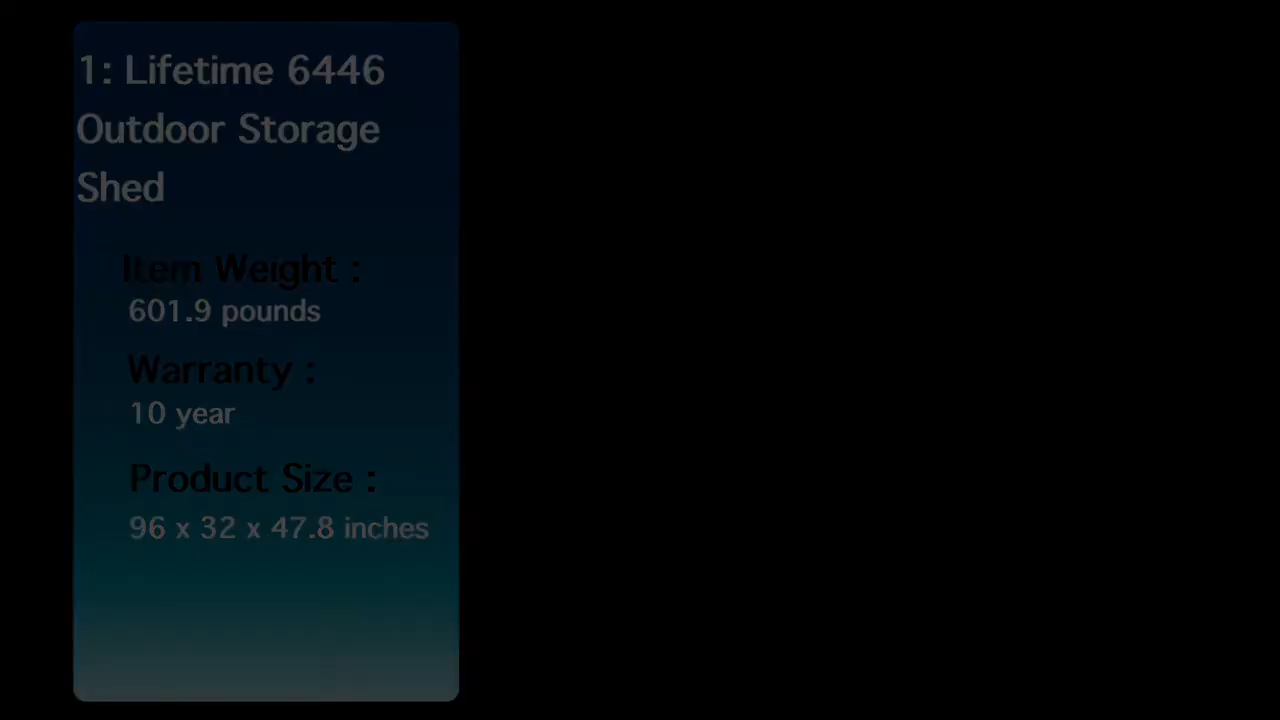 1: Lifetime 6446
Outdoor Storage
Shed
Item Weight :
601.9 pounds
Warranty :
10 year
Product Size :
96 x 32 x 47.8 inches